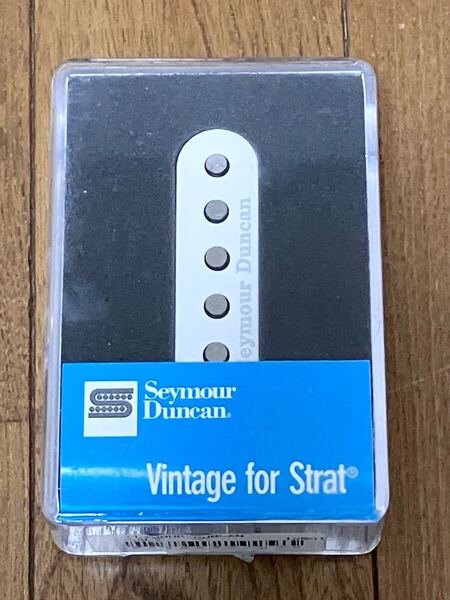 Seymour Duncan
Seymour
Duncan®
Vintage for Strat®